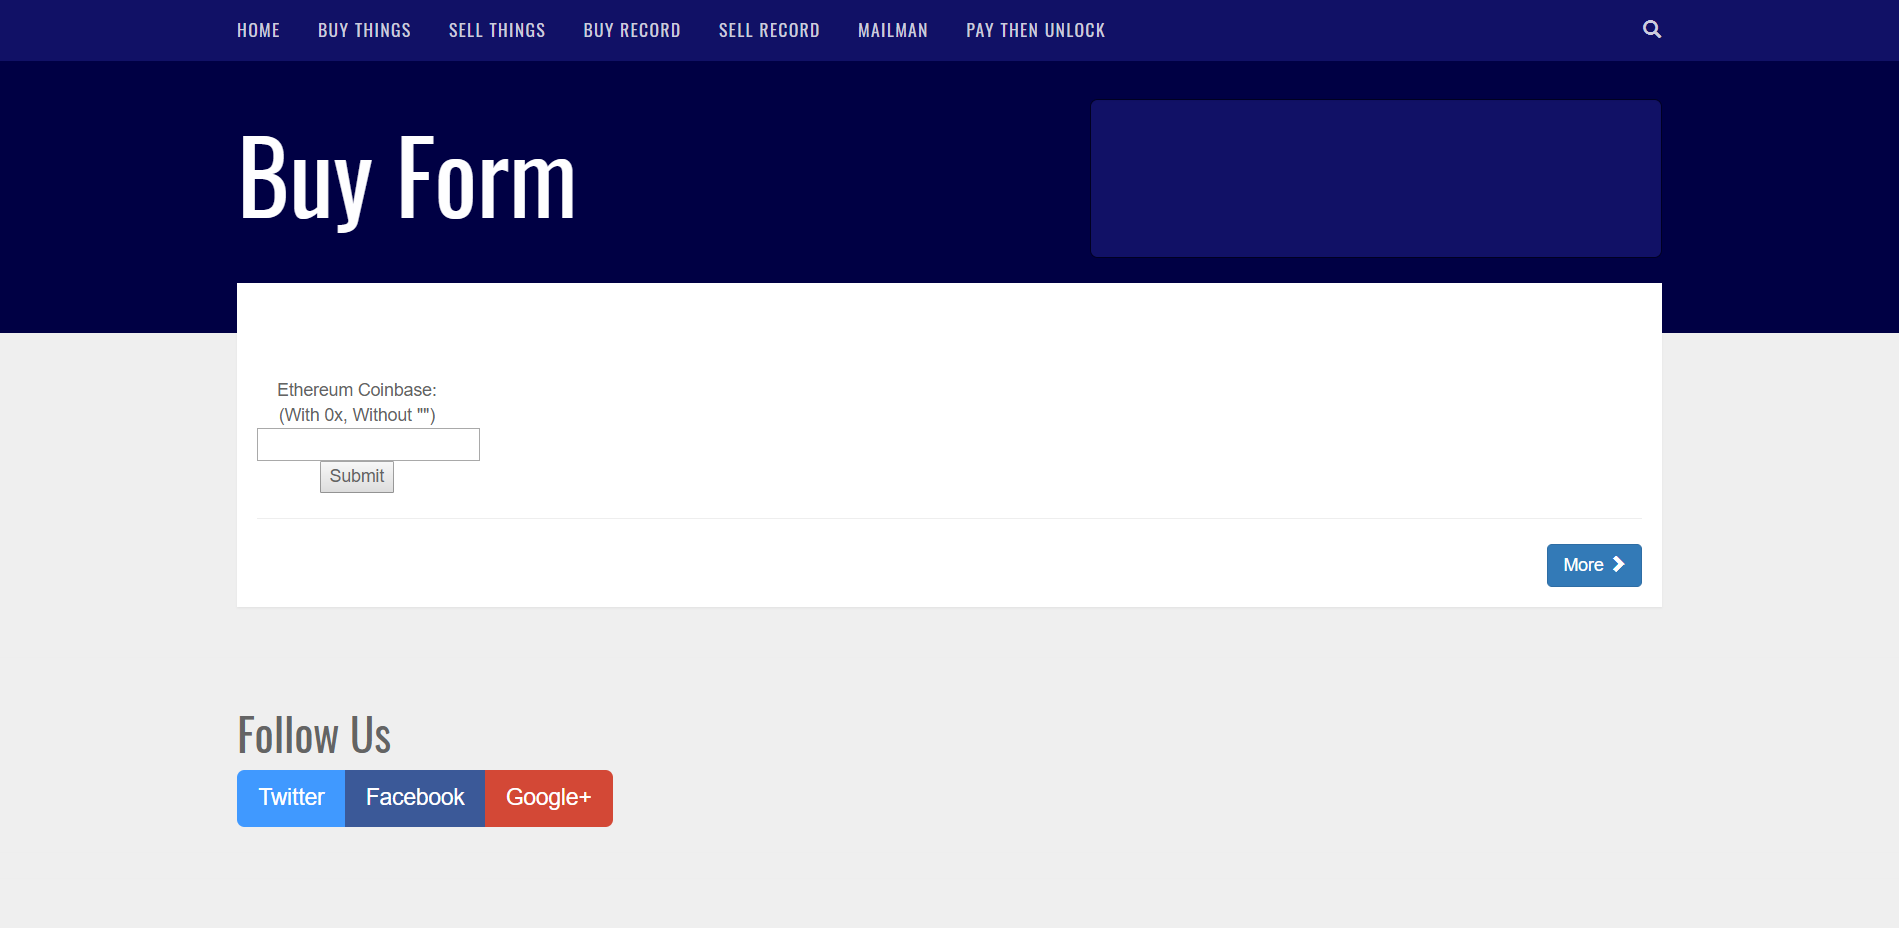 HOME BUY THINGS SELL THINGS BUY RECORD SELL RECORD MAILMAN PAY THEN UNLOCK
Buy Form
Ethereum Coinbase:
(With 0x, Without "")
Submit
More
Follow Us
Twitter Facebook Google+